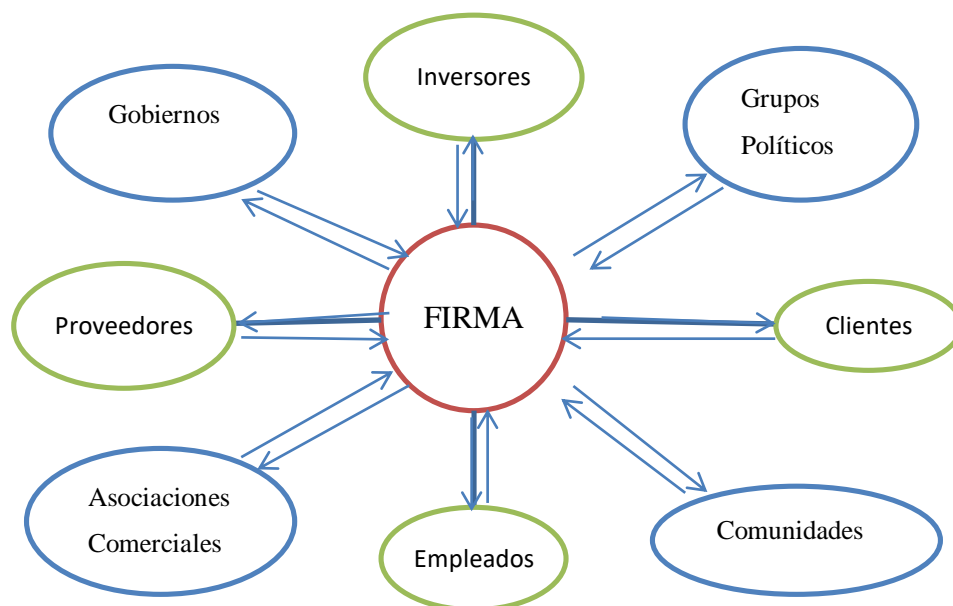 Inversores
Gobiernos
Grupos
Políticos
Proveedores
FIRMA
Clientes
Asociaciones
Comerciales
Empleados
Comunidades